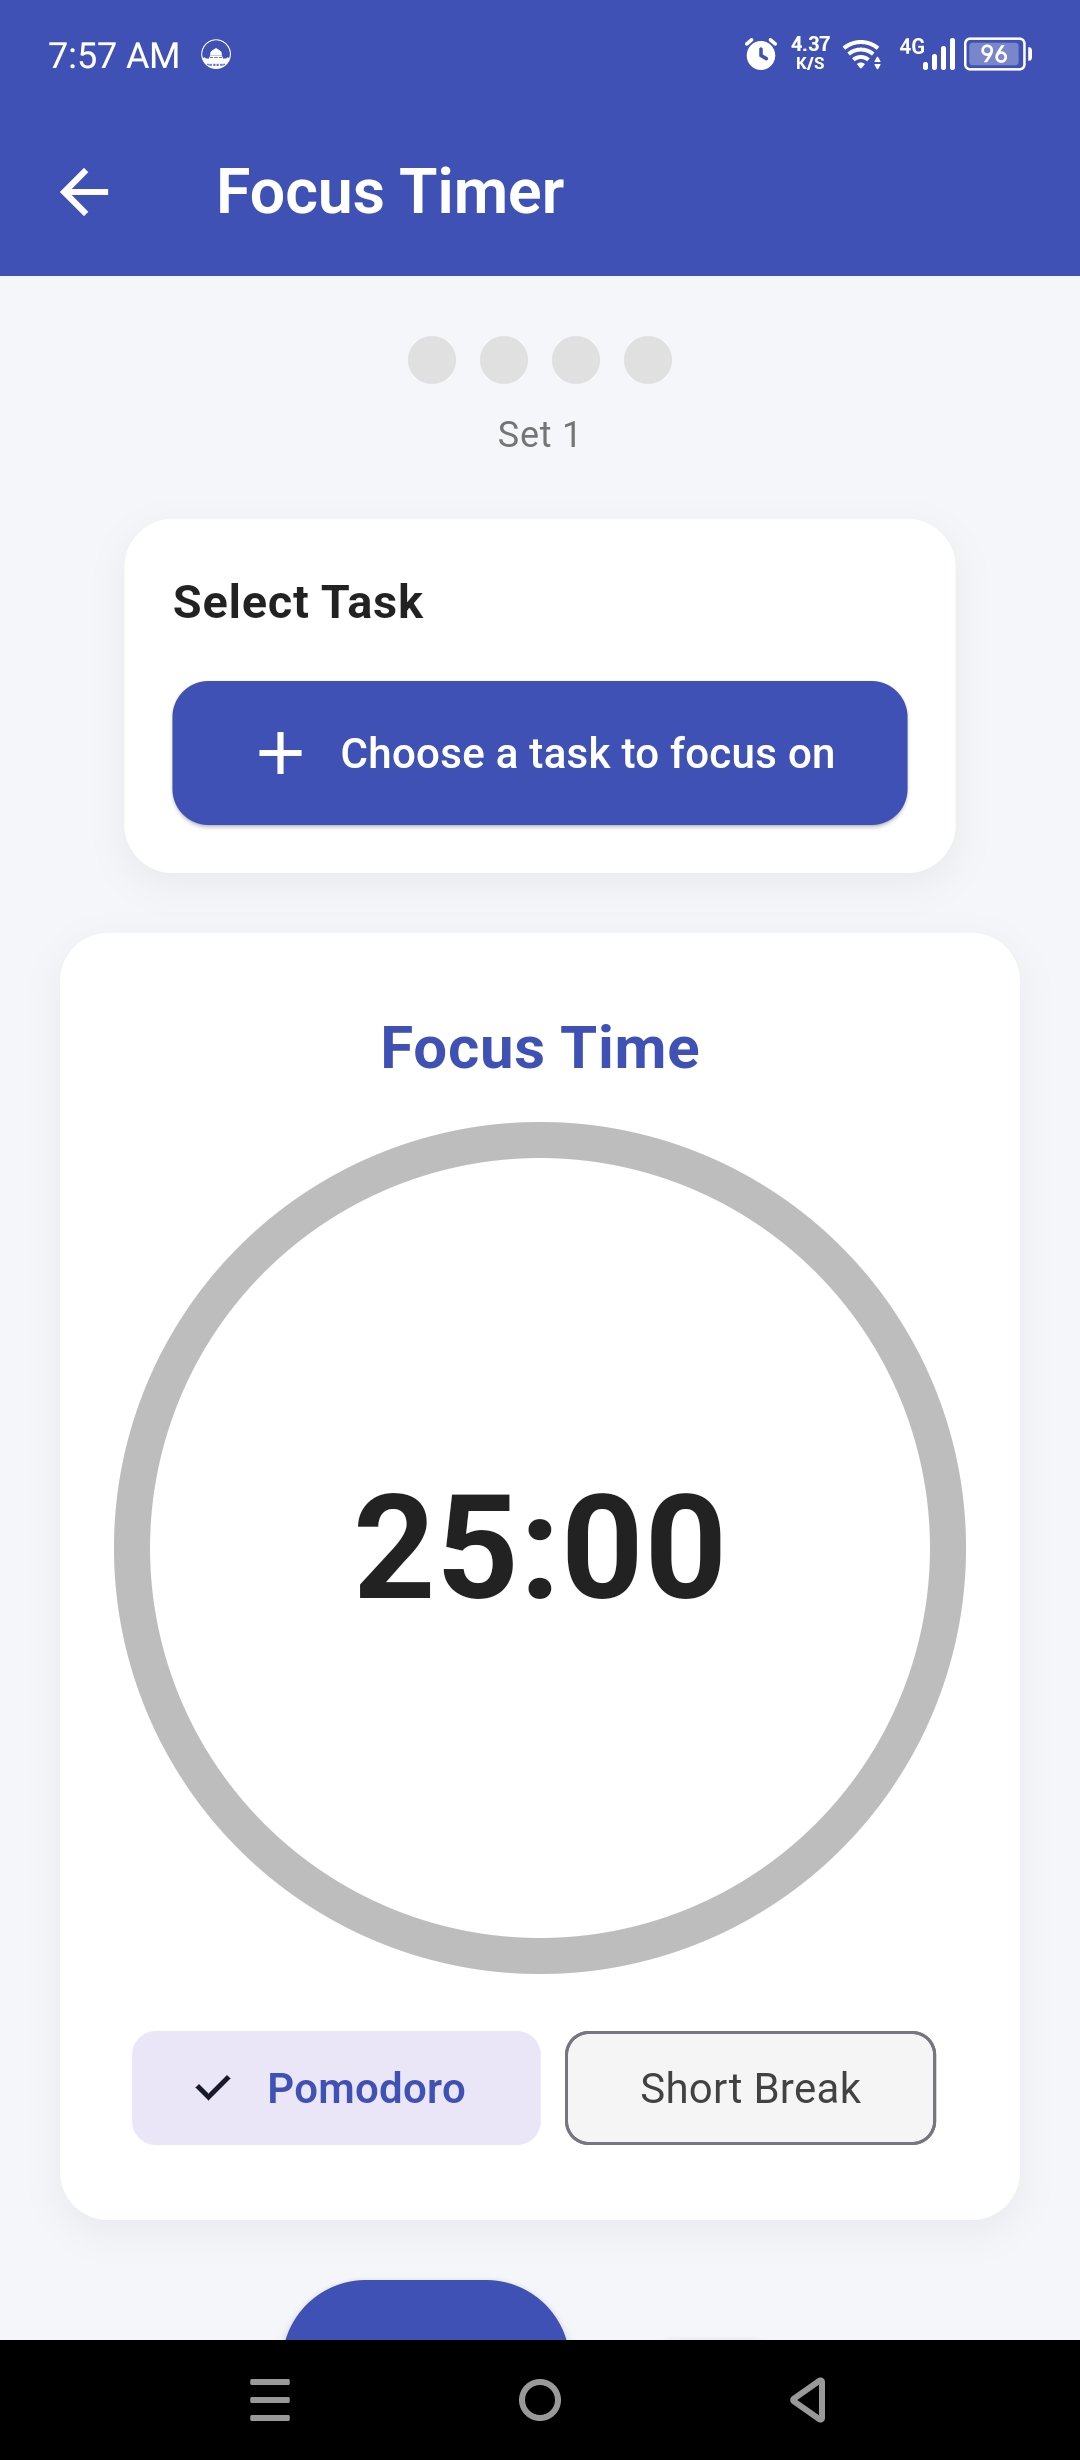 7:57 AM
4.37
K/S
4G
96
Focus Timer
Set 1
Select Task
Choose a task to focus on
Focus Time
25:00
Pomodoro
Short Break